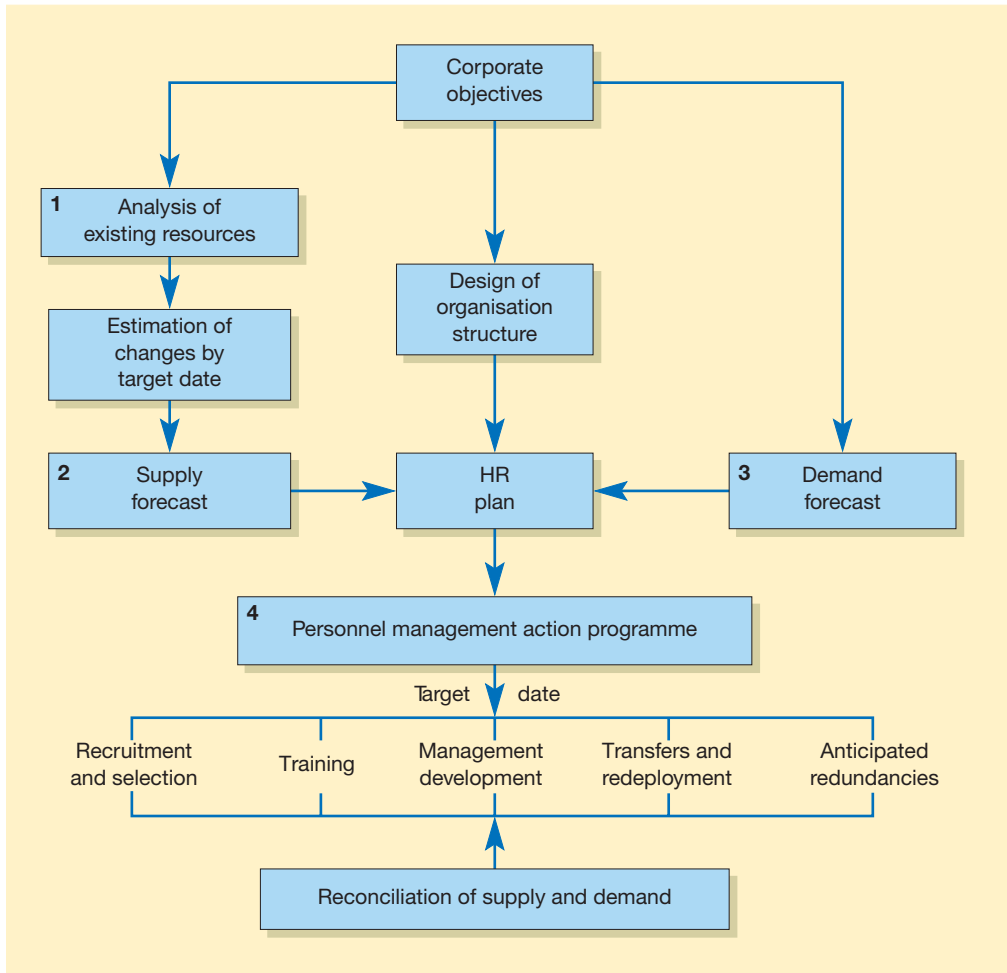 Corporate
objectives
1
Analysis of
existing resources
Design of
organisation
structure
Estimation of
changes by
target date
2
Supply
forecast
HR
plan
3
Demand
forecast
4
Personnel management action programme
Target date
Recruitment
and selection
Training
Management
development
Transfers and
redeployment
Anticipated
redundancies
Reconciliation of supply and demand